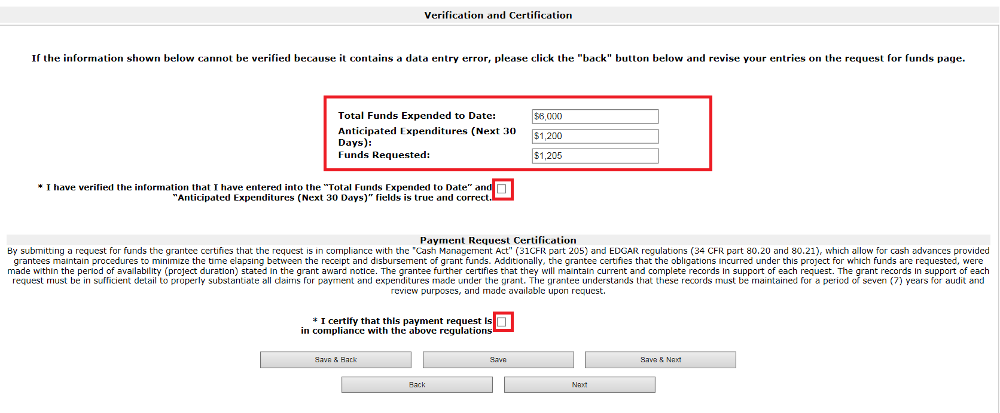 Verification and Certification
If the information shown below cannot be verified because it contains a data entry error, please click the "back" button below and revise your entries on the request for funds page.
Total Funds Expended to Date: $6,000
Anticipated Expenditures (Next 30
Days): $1,200
Funds Requested: $1,205
* I have verified the information that I have entered into the “Total Funds Expended to Date” and
“Anticipated Expenditures (Next 30 Days)” fields is true and correct.
Payment Request Certification
By submitting a request for funds the grantee certifies that the request is in compliance with the "Cash Management Act" (31CFR part 205) and EDGAR regulations (34 CFR part 80.20 and 80.21), which allow for cash advances provided
grantees maintain procedures to minimize the time elapsing between the receipt and disbursement of grant funds. Additionally, the grantee certifies that the obligations incurred under this project for which funds are requested, were
made within the period of availability (project duration) stated in the grant award notice. The grantee further certifies that they will maintain current and complete records in support of each request. The grant records in support of each
request must be in sufficient detail to properly substantiate all claims for payment and expenditures made under the grant. The grantee understands that these records must be maintained for a period of seven (7) years for audit and
review purposes, and made available upon request.
* I certify that this payment request is
in compliance with the above regulations
Save & Back Save Save & Next
Back Next